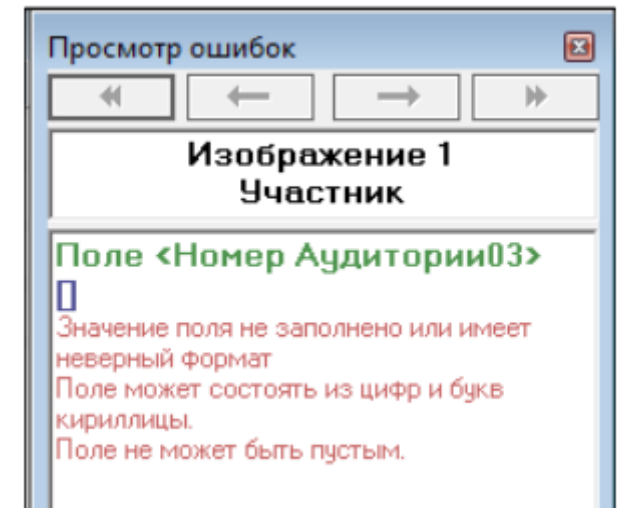 Просмотр ошибок
Изображение 1
Участник
Поле <Номер Аудитории03>
[]
Значение поля не заполнено или имеет
неверный формат
Поле может состоять из цифр и букв
кириллицы.
Поле не может быть пустым.